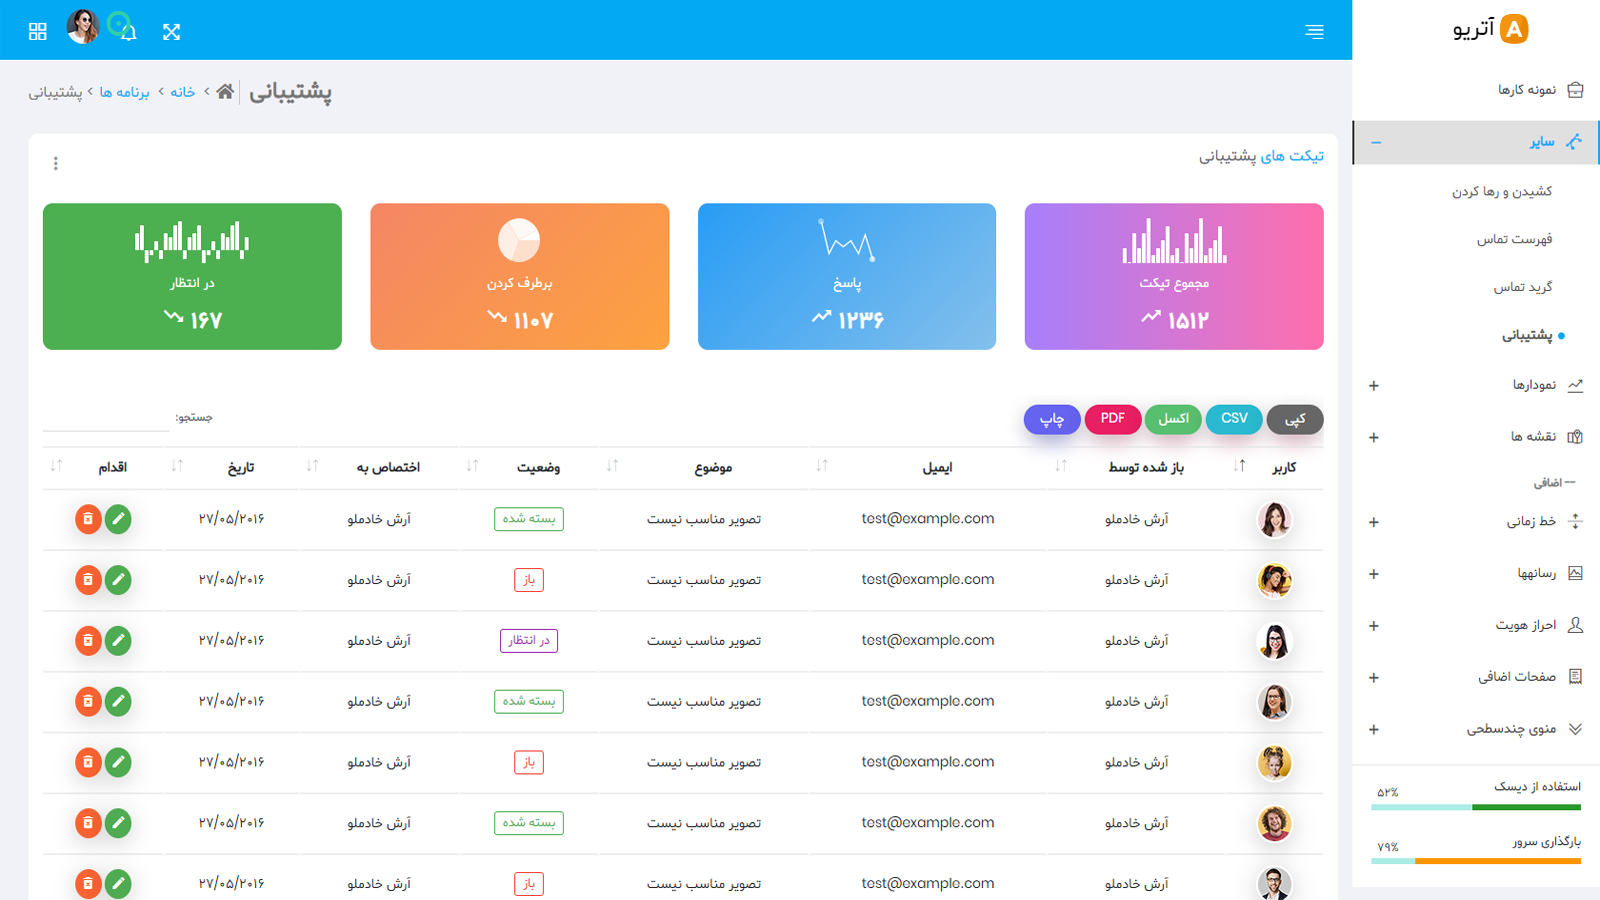 آتریو
نمونه کارها
سایر
کشیدن و رها کردن
فهرست تماس
گرید تماس
پشتیبانی
نمودارها
نقشه ها
-- اضافی
خط زمانی
رسانهها
احراز هویت
صفحات اضافی
منوی چندسطحی
استفاده از دیسک
۵۲%
بارگذاری سرور
۷۹%
پشتیبانی
خانه > برنامه ها > پشتیبانی
تیکت های پشتیبانی
مجموع تیکت
۱۵۱۲
پاسخ
۱۲۳۶
برطرف کردن
۱۱۰۷
در انتظار
۱۶۷
کپی CSV اکسل PDF چاپ
جستجو:
کاربر باز شده توسط ایمیل موضوع وضعیت اختصاص به تاریخ اقدام
آرش خادملو test@example.com تصویر مناسب نیست بسته شده آرش خادملو ۲۷/۰۵/۲۰۱۶
آرش خادملو test@example.com تصویر مناسب نیست باز آرش خادملو ۲۷/۰۵/۲۰۱۶
آرش خادملو test@example.com تصویر مناسب نیست در انتظار آرش خادملو ۲۷/۰۵/۲۰۱۶
آرش خادملو test@example.com تصویر مناسب نیست بسته شده آرش خادملو ۲۷/۰۵/۲۰۱۶
آرش خادملو test@example.com تصویر مناسب نیست باز آرش خادملو ۲۷/۰۵/۲۰۱۶
آرش خادملو test@example.com تصویر مناسب نیست بسته شده آرش خادملو ۲۷/۰۵/۲۰۱۶
آرش خادملو test@example.com تصویر مناسب نیست باز آرش خادملو ۲۷/۰۵/۲۰۱۶